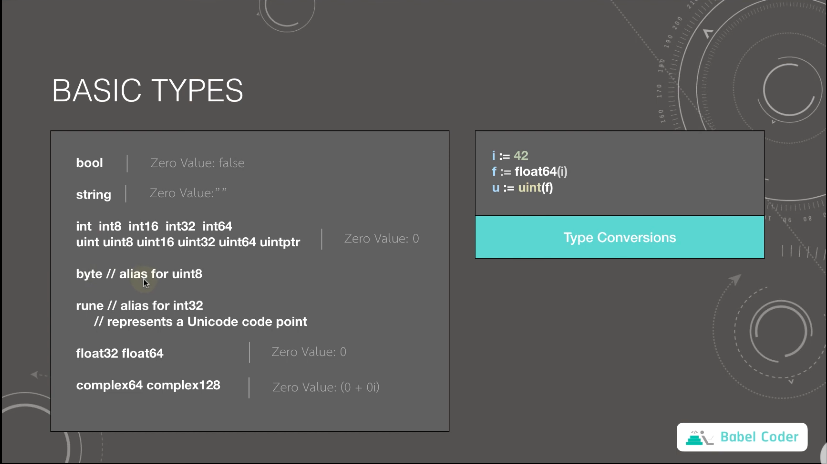 BASIC TYPES
bool | Zero Value: false
string | Zero Value:""
int int8 int16 int32 int64
uint uint8 uint16 uint32 uint64 uintptr | Zero Value: 0
byte // alias for uint8
rune // alias for int32
// represents a Unicode code point
float32 float64 | Zero Value: 0
complex64 complex128 | Zero Value: (0 + 0i)
i := 42
f := float64(i)
u := uint(f)
Type Conversions
Babel Coder